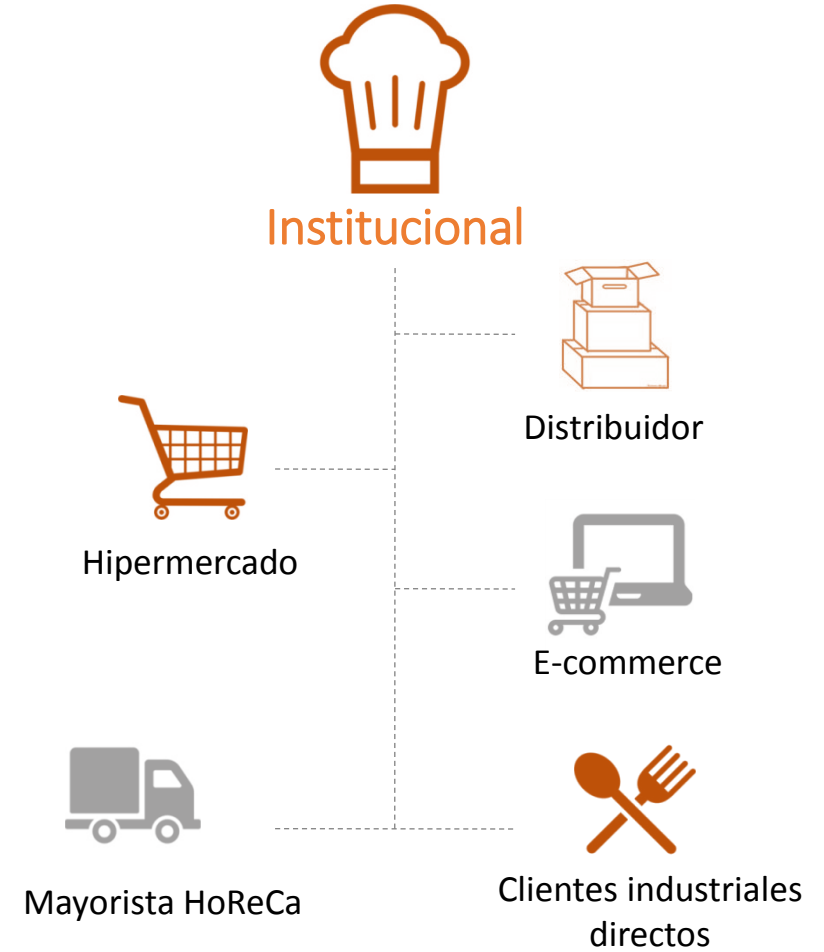 Institucional
Distribuidor
Hipermercado
E-commerce
Mayorista HoReCa
Clientes industriales
directos